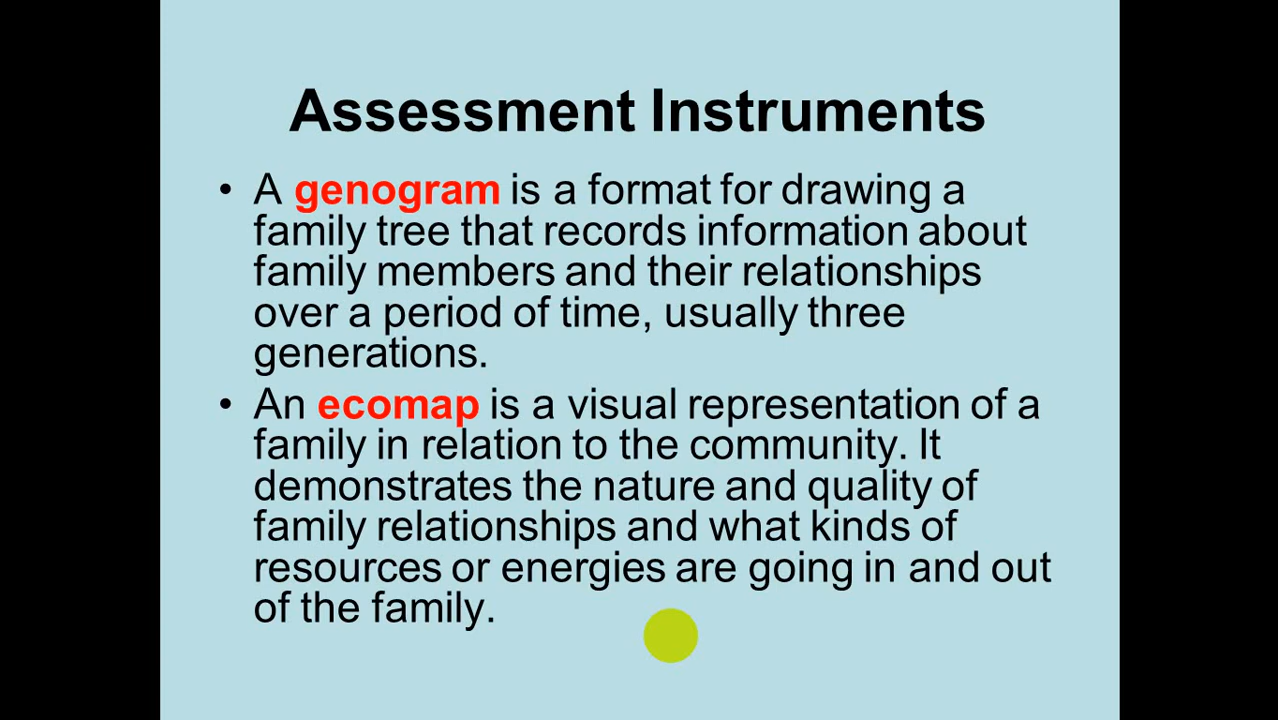 Assessment Instruments
• A genogram is a format for drawing a
family tree that records information about
family members and their relationships
over a period of time, usually three
generations.
• An ecomap is a visual representation of a
family in relation to the community. It
demonstrates the nature and quality of
family relationships and what kinds of
resources or energies are going in and out
of the family.